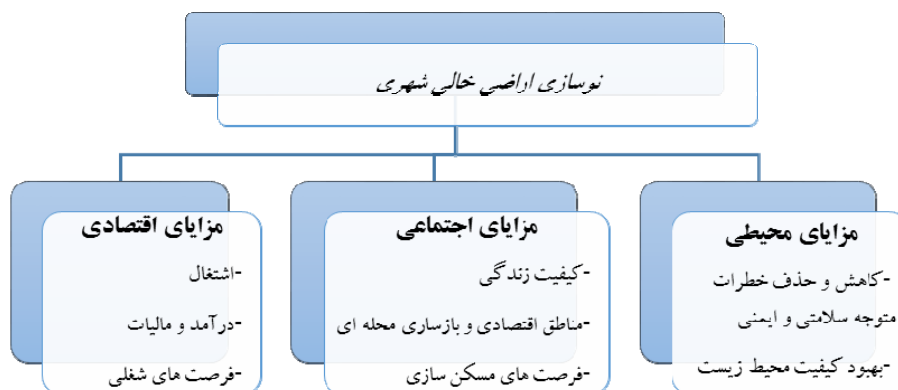 نوسازی اراضی خالی شهری
مزایای محیطی
-کاهش و حذف خطرات
متوجه سلامتی و ایمنی
-بهبود کیفیت محیط زیست
مزایای اجتماعی
-کیفیت زندگی
-مناطق اقتصادی و بازساری محله ای
-فرصت های مسکن سازی
مزایای اقتصادی
-اشتغال
-درآمد و مالیات
-فرصت های شغلی